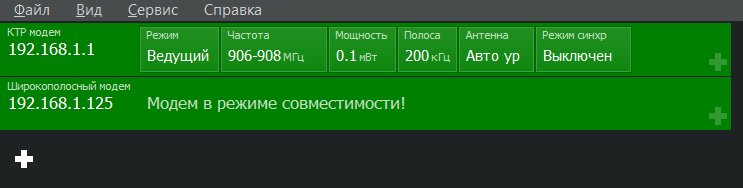 Файл Вид Сервис Справка
КТР модем
192.168.1.1
Режим Частота Мощность Полоса Антенна Режим синхр
Ведущий 906-908 МГц 0.1 мВт 200 кГц Авто ур Выключен
Широкополосный модем
192.168.1.125
Модем в режиме совместимости!